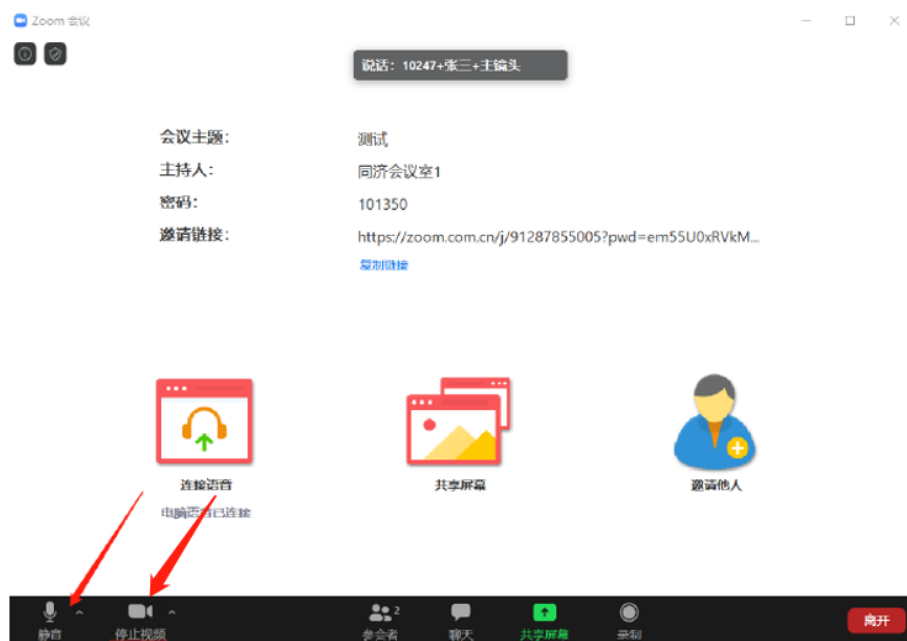 Zoom 会议
说话：10247+张三+主镜头
会议主题：
测试
主持人：
同济会议室1
密码：
101350
邀请链接：
https://zoom.com.cn/j/91287855005?pwd=em55U0xRVkM...
复制链接
连接语音
共享屏幕
邀请他人
电脑语音已连接
2
静音
停止视频
参会者
聊天
共享屏幕
录制
离开